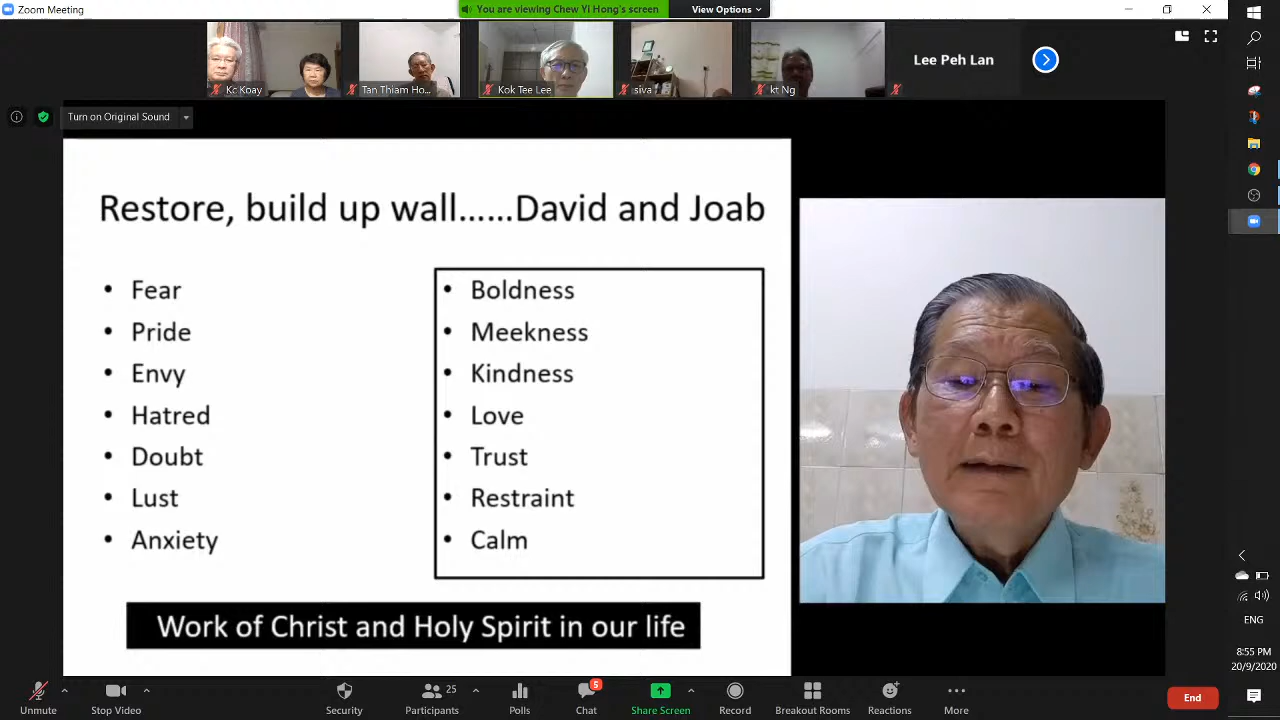 Zoom Meeting
You are viewing Chew Yi Hong's screen
View Options
Kc Koay
Tan Thiam Ho...
Kok Tee Lee
siva
kt Ng
Lee Peh Lan
Turn on Original Sound
Restore, build up wall......David and Joab
• Fear
• Pride
• Envy
• Hatred
• Doubt
• Lust
• Anxiety
• Boldness
• Meekness
• Kindness
• Love
• Trust
• Restraint
• Calm
Work of Christ and Holy Spirit in our life
ENG
8:55 PM
20/9/2020
Unmute
Stop Video
Security
Participants
25
Polls
Chat
5
Share Screen
Record
Breakout Rooms
Reactions
More
End